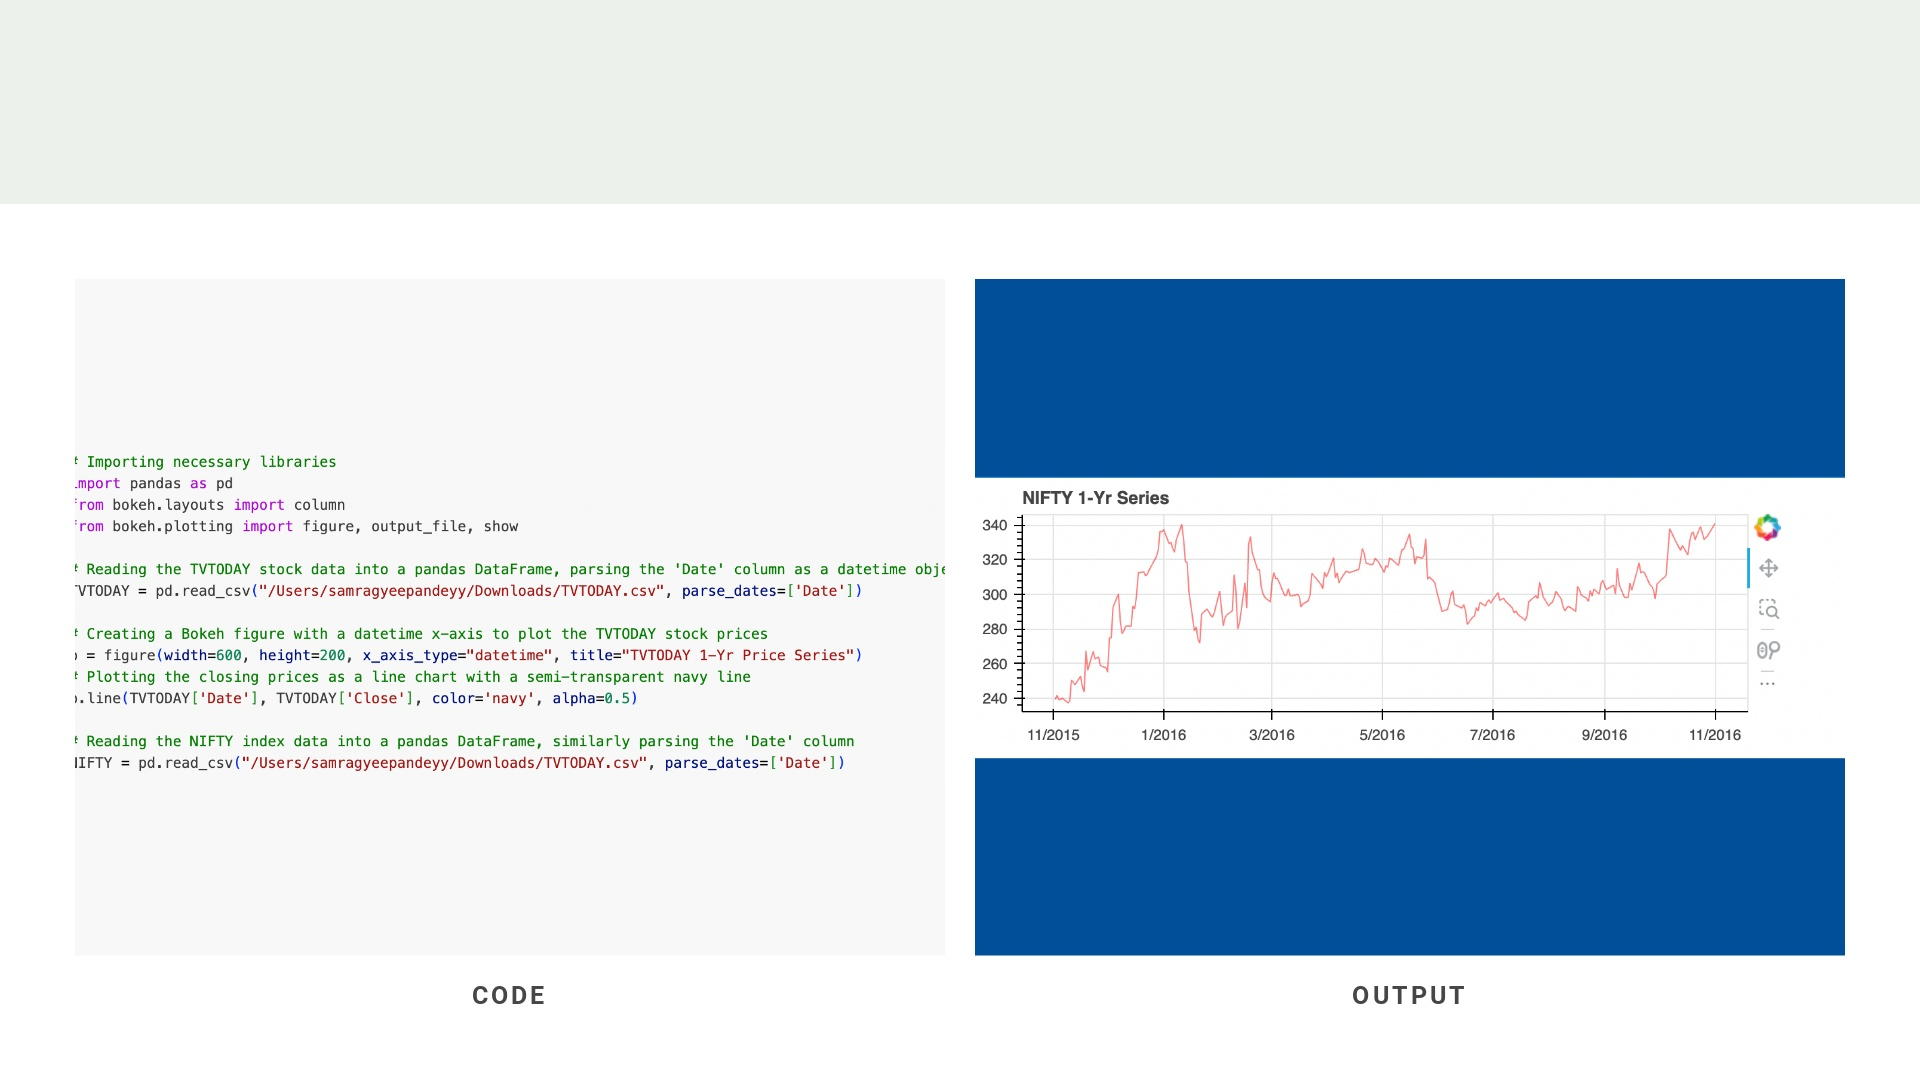 # Importing necessary libraries
import pandas as pd
from bokeh.layouts import column
from bokeh.plotting import figure, output_file, show
# Reading the TVTODAY stock data into a pandas DataFrame, parsing the 'Date' column as a datetime obje
TVTODAY = pd.read_csv("/Users/samragyeepandeyy/Downloads/TVTODAY.csv", parse_dates=['Date'])
# Creating a Bokeh figure with a datetime x-axis to plot the TVTODAY stock prices
p = figure(width=600, height=200, x_axis_type="datetime", title="TVTODAY 1-Yr Price Series")
# Plotting the closing prices as a line chart with a semi-transparent navy line
p.line(TVTODAY['Date'], TVTODAY['Close'], color='navy', alpha=0.5)
# Reading the NIFTY index data into a pandas DataFrame, similarly parsing the 'Date' column
NIFTY = pd.read_csv("/Users/samragyeepandeyy/Downloads/TVTODAY.csv", parse_dates=['Date'])
CODE
NIFTY 1-Yr Series
340
320
300
280
260
240
11/2015 1/2016 3/2016 5/2016 7/2016 9/2016 11/2016
OUTPUT